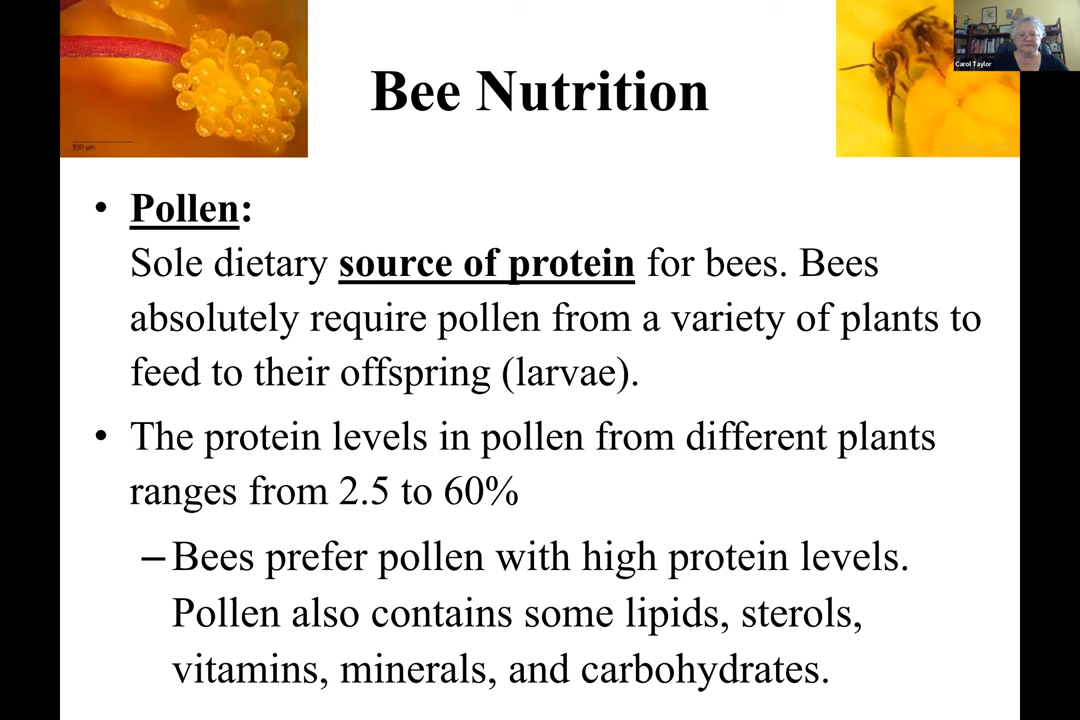 Bee Nutrition
Carol Taylor
• Pollen:
Sole dietary source of protein for bees. Bees
absolutely require pollen from a variety of plants to
feed to their offspring (larvae).
• The protein levels in pollen from different plants
ranges from 2.5 to 60%
– Bees prefer pollen with high protein levels.
Pollen also contains some lipids, sterols,
vitamins, minerals, and carbohydrates.